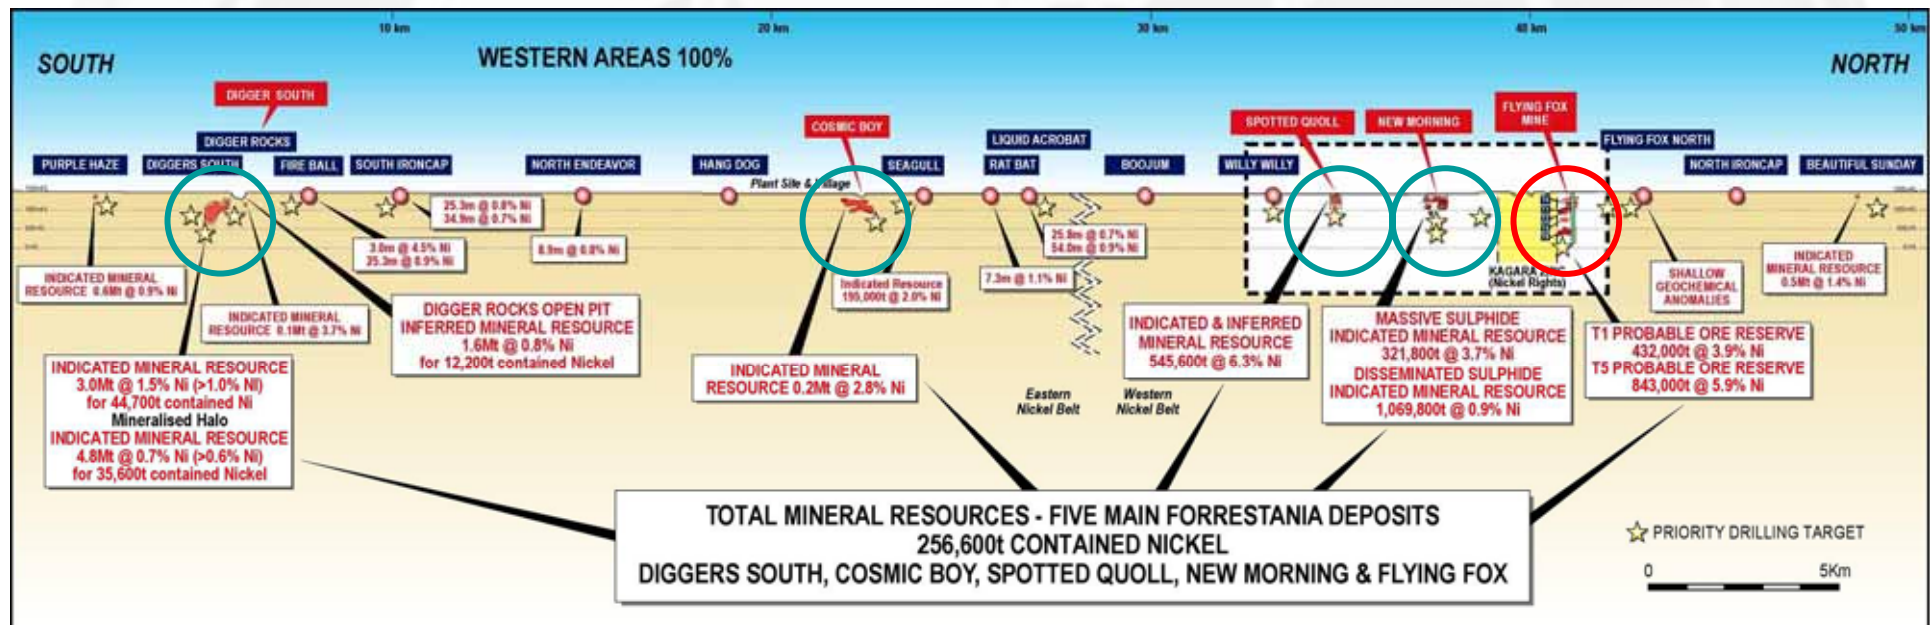 10 km
20 km
30 km
40 km
50 km
SOUTH
WESTERN AREAS 100%
NORTH
DIGGER SOUTH
DIGGER ROCKS
COSMIC BOY
SPOTTED QUOLL
NEW MORNING
FLYING FOX
MINE
PURPLE HAZE
DIGGERS SOUTH
FIRE BALL
SOUTH IRONCAP
NORTH ENDEAVOR
HANG DOG
SEAGULL
LIQUID ACROBAT
RAT BAT
BOOJUM
WILLY WILLY
FLYING FOX NORTH
NORTH IRONCAP
BEAUTIFUL SUNDAY
Plant Site & Village
25.3m @ 0.8% Ni
34.9m @ 0.7% Ni
3.0m @ 4.5% Ni
25.3m @ 0.9% Ni
8.9m @ 0.8% Ni
Indicated Resource
195,000t @ 2.0% Ni
7.3m @ 1.1% Ni
25.8m @ 0.7% Ni
54.0m @ 0.9% Ni
(Nickel Rights)
SHALLOW
GEOCHEMICAL
ANOMALIES
INDICATED
MINERAL RESOURCE
0.5Mt @ 1.4% Ni
INDICATED MINERAL
RESOURCE 0.6Mt @ 0.9% Ni
INDICATED MINERAL
RESOURCE 0.1Mt @ 3.7% Ni
DIGGER ROCKS OPEN PIT
INFERRED MINERAL RESOURCE
1.6Mt @ 0.8% Ni
for 12,200t contained Nickel
INDICATED MINERAL RESOURCE
3.0Mt @ 1.5% Ni (>1.0% NI)
for 44,700t contained Ni
Mineralised Halo
INDICATED MINERAL RESOURCE
4.8Mt @ 0.7% Ni (>0.6% Ni)
for 35,600t contained Nickel
INDICATED MINERAL
RESOURCE 0.2Mt @ 2.8% Ni
Eastern
Nickel Belt
Western
Nickel Belt
INDICATED & INFERRED
MINERAL RESOURCE
545,600t @ 6.3% Ni
MASSIVE SULPHIDE
INDICATED MINERAL RESOURCE
321,800t @ 3.7% Ni
DISSEMINATED SULPHIDE
INDICATED MINERAL RESOURCE
1,069,800t @ 0.9% Ni
T1 PROBABLE ORE RESERVE
432,000t @ 3.9% Ni
T5 PROBABLE ORE RESERVE
843,000t @ 5.9% Ni
TOTAL MINERAL RESOURCES - FIVE MAIN FORRESTANIA DEPOSITS
256,600t CONTAINED NICKEL
DIGGERS SOUTH, COSMIC BOY, SPOTTED QUOLL, NEW MORNING & FLYING FOX
PRIORITY DRILLING TARGET
0 5Km